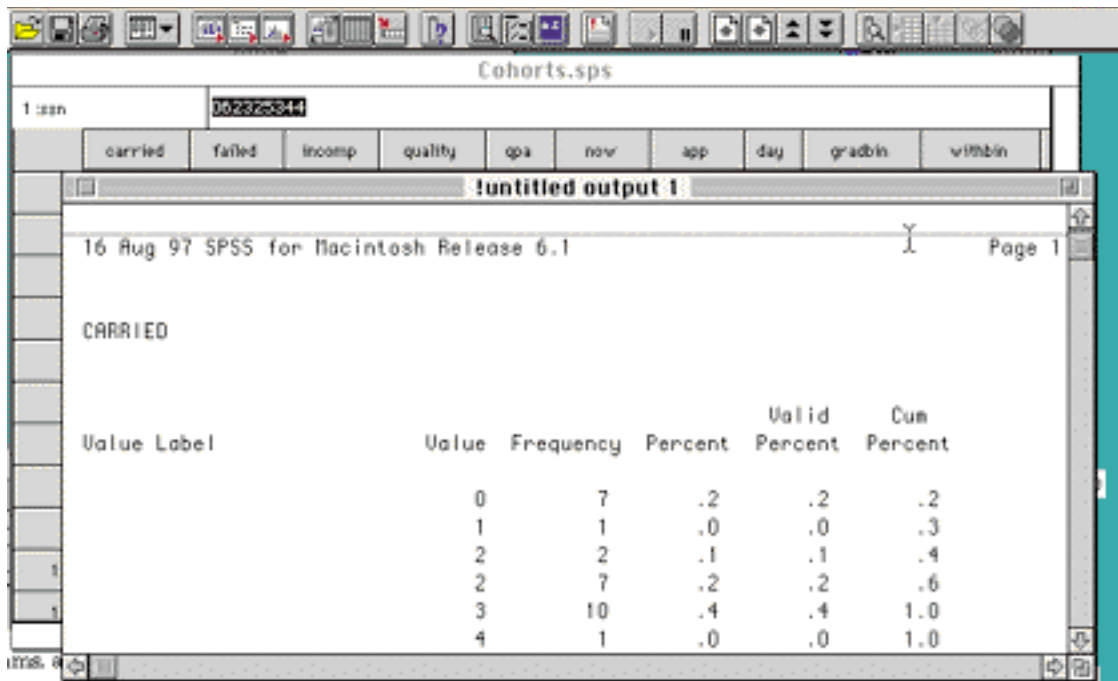 Cohorts.sps
1 :ssn 062325344
carried failed incomp quality qpa now app day gradbin withbin
!untitled output 1
16 Aug 97 SPSS for Macintosh Release 6.1 Page 1
CARRIED
Valid Cum
Value Label Value Frequency Percent Percent Percent
0 7 .2 .2 .2
1 1 .0 .0 .3
2 2 .1 .1 .4
2 7 .2 .2 .6
3 10 .4 .4 1.0
4 1 .0 .0 1.0
1
1